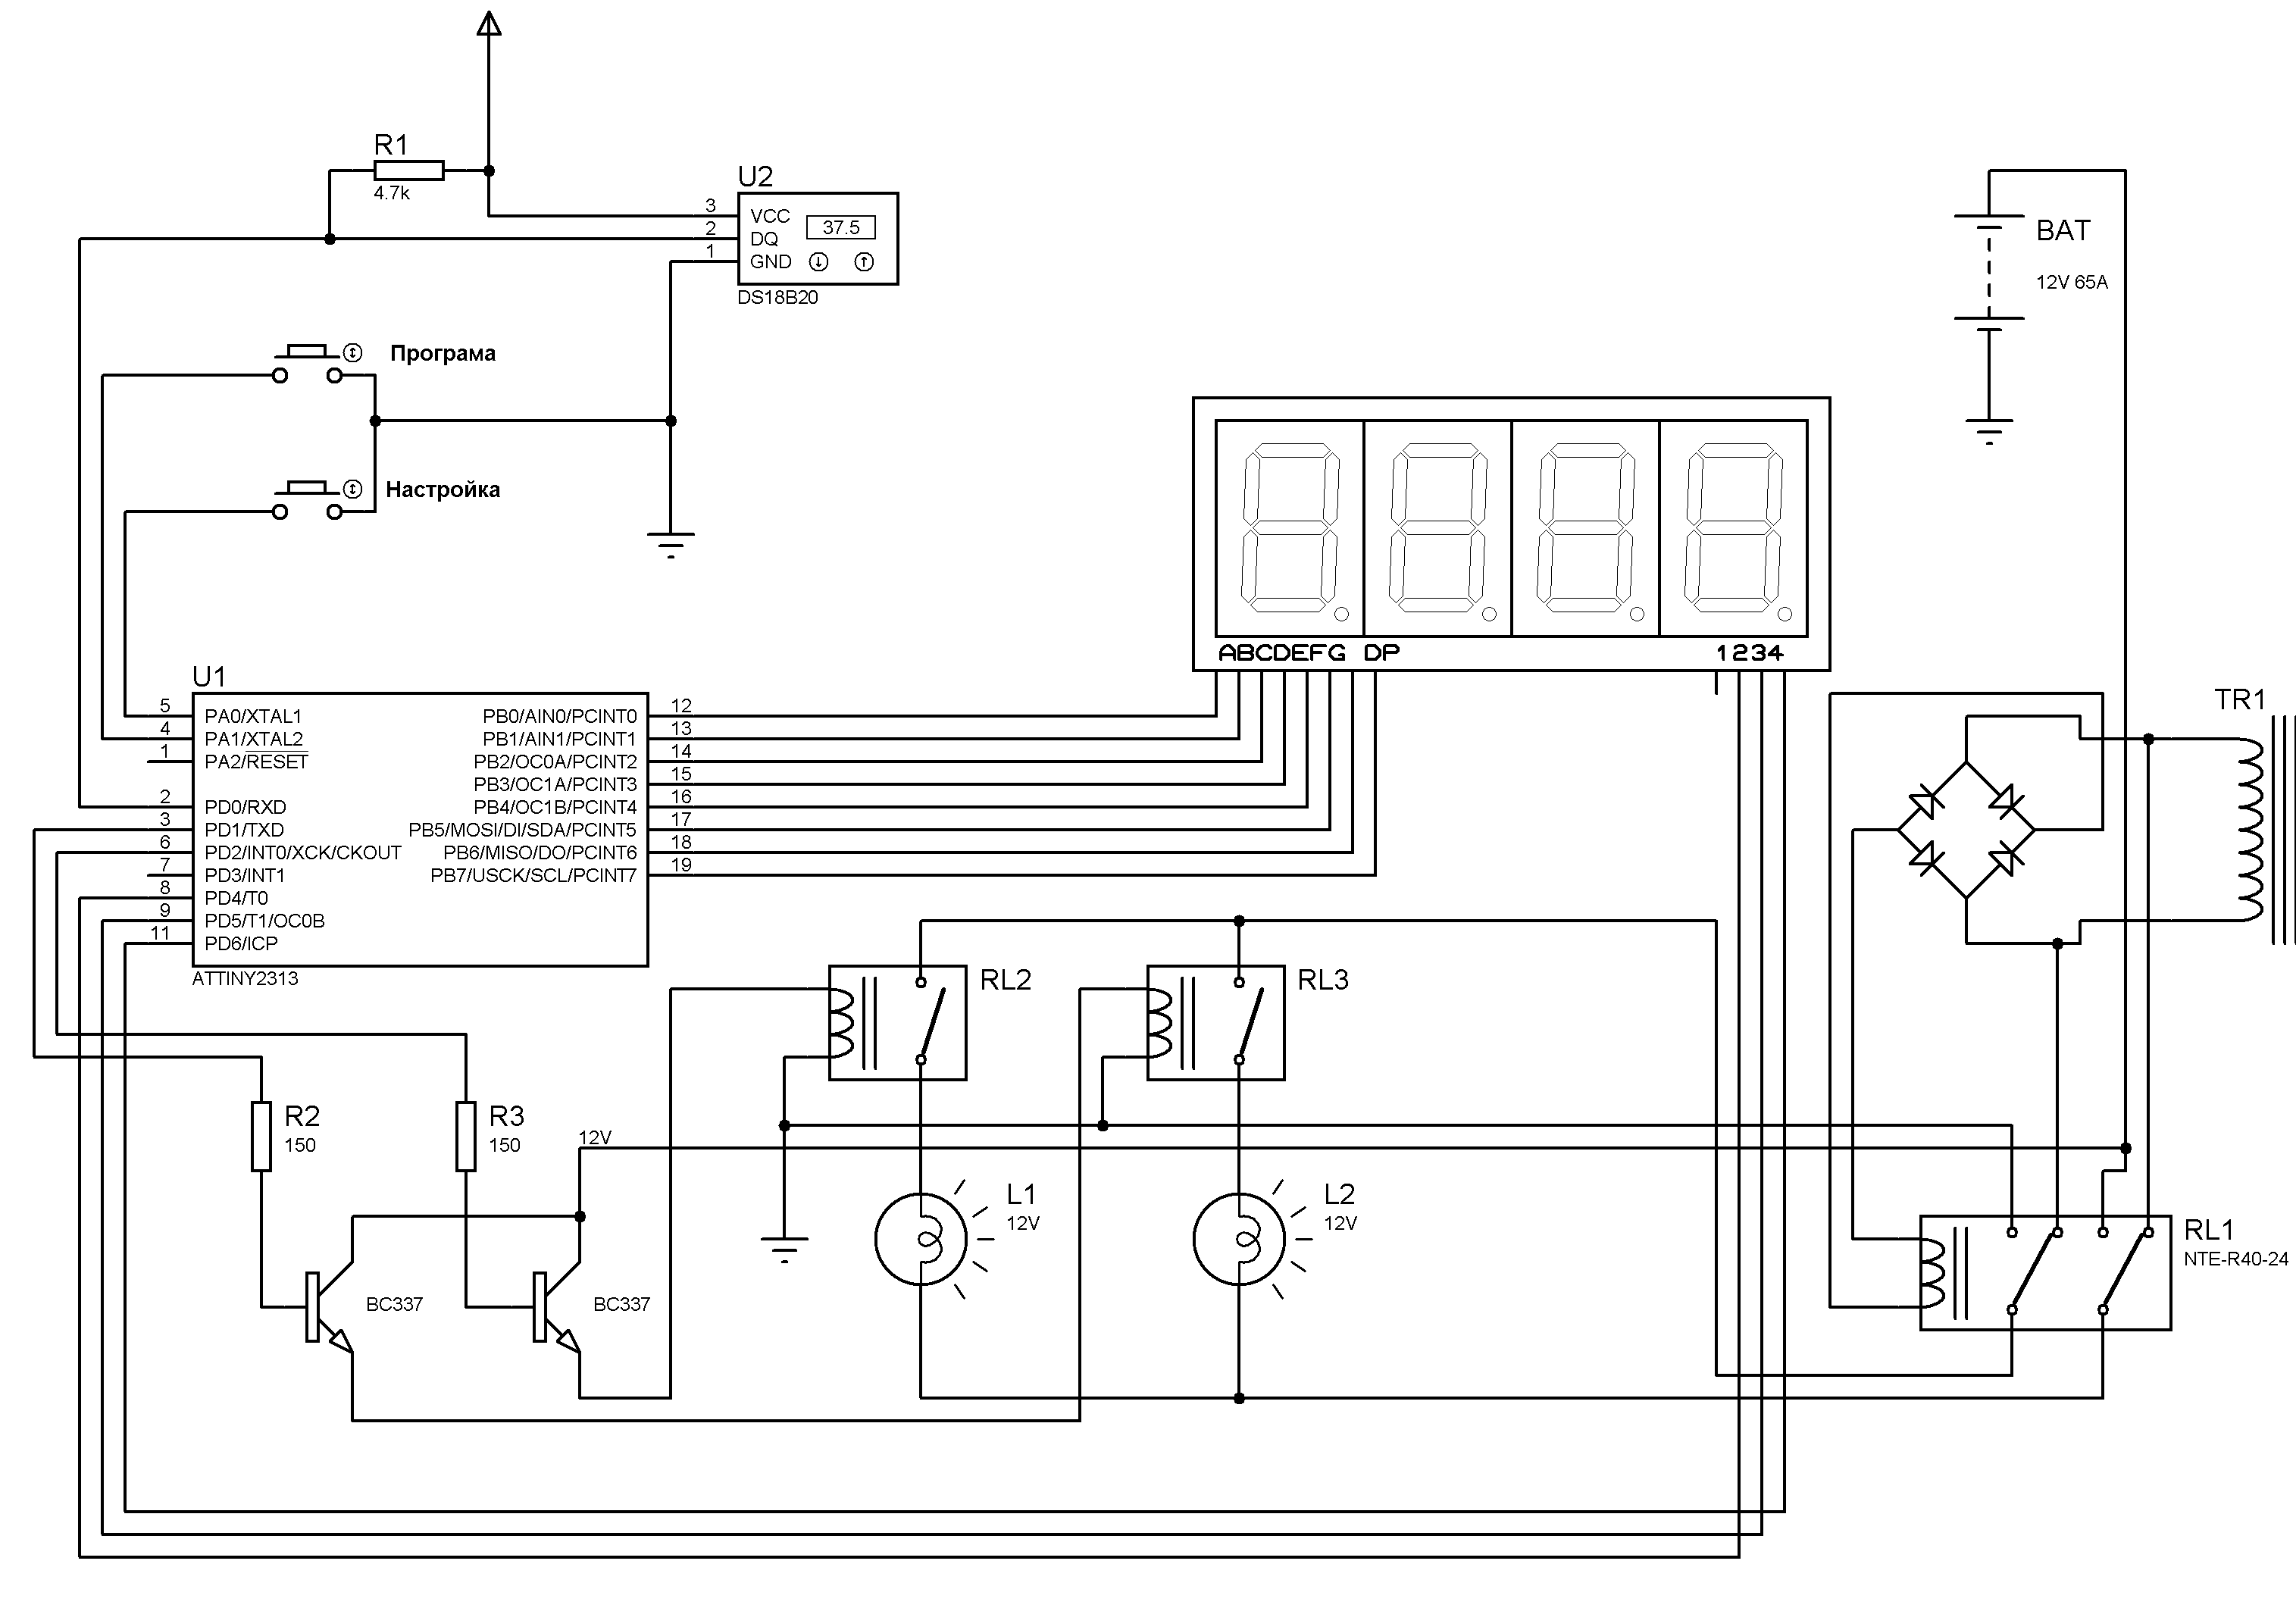 R1
4.7k
U2
3
VCC
37.5
2
DQ
1
GND
DS18B20
BAT
12V 65A
Програма
Настройка
ABCDEFG DP
1234
U1
5
PA0/XTAL1
4
PA1/XTAL2
1
PA2/RESET
2
PD0/RXD
3
PD1/TXD
6
PD2/INT0/XCK/CKOUT
7
PD3/INT1
8
PD4/T0
9
PD5/T1/OC0B
11
PD6/ICP
PB0/AIN0/PCINT0
12
PB1/AIN1/PCINT1
13
PB2/OC0A/PCINT2
14
PB3/OC1A/PCINT3
15
PB4/OC1B/PCINT4
16
PB5/MOSI/DI/SDA/PCINT5
17
PB6/MISO/DO/PCINT6
18
PB7/USCK/SCL/PCINT7
19
ATTINY2313
TR1
RL2
RL3
R2
150
R3
150
12V
L1
12V
L2
12V
BC337
BC337
RL1
NTE-R40-24